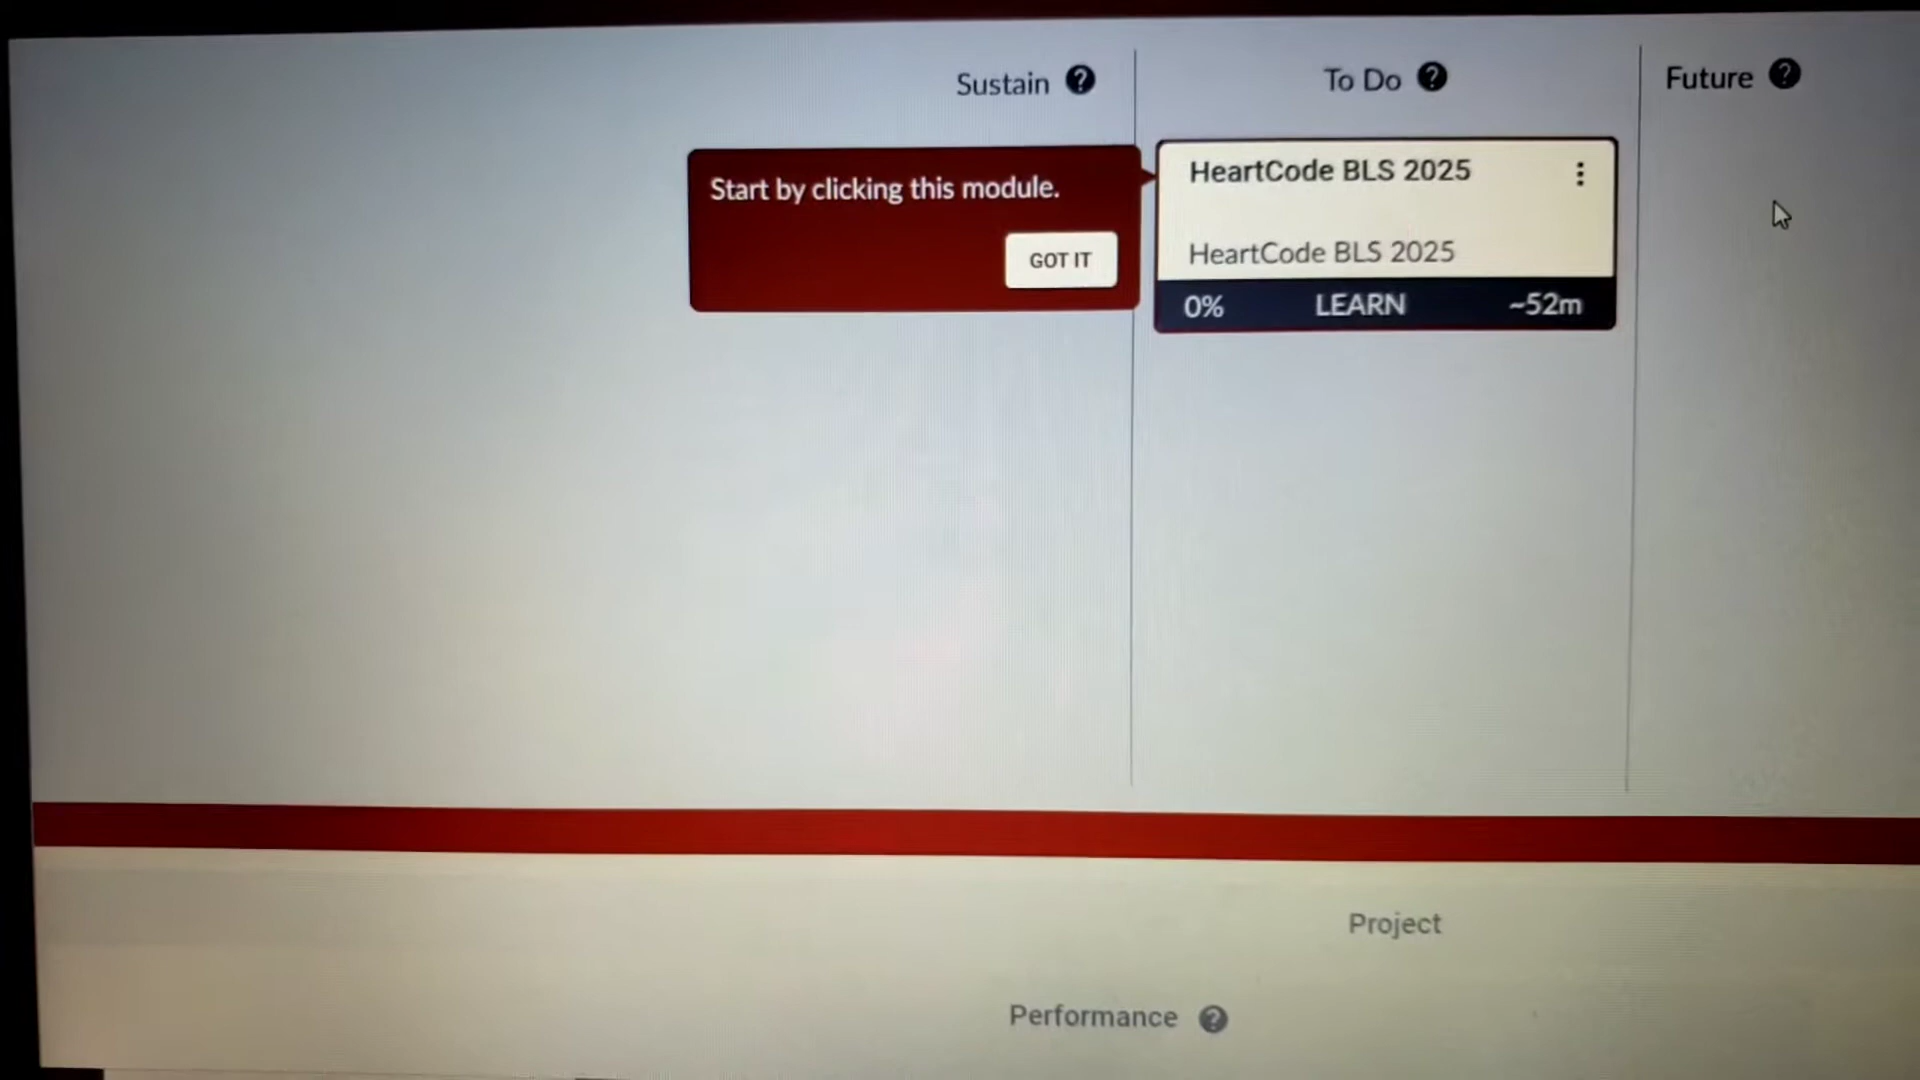 Sustain ?
To Do ?
Future ?
Start by clicking this module.
GOT IT
HeartCode BLS 2025
HeartCode BLS 2025
0% LEARN ~52m
Project
Performance ?